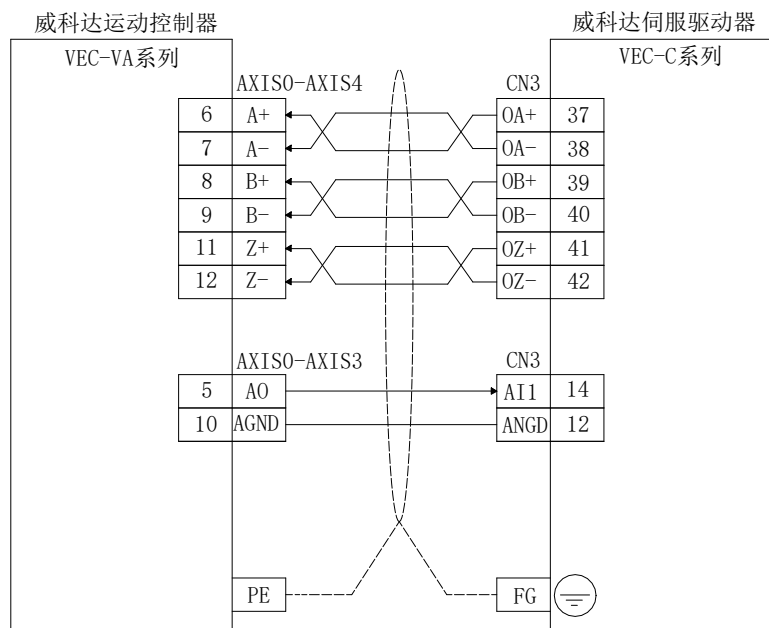 威科达运动控制器 威科达伺服驱动器
VEC-VA系列 VEC-C系列
AXIS0-AXIS4 CN3
6 A+ OA+ 37
7 A- OA- 38
8 B+ OB+ 39
9 B- OB- 40
11 Z+ OZ+ 41
12 Z- OZ- 42
AXIS0-AXIS3 CN3
5 AO AI1 14
10 AGND ANGD 12
PE FG